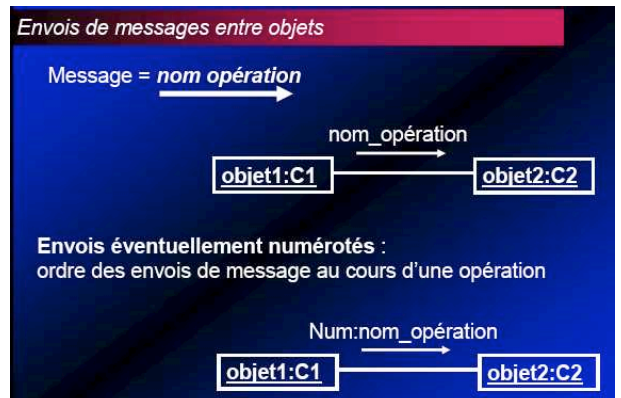 Envois de messages entre objets
Message = nom opération
nom_opération
objet1:C1 objet2:C2
Envois éventuellement numérotés :
ordre des envois de message au cours d'une opération
Num:nom_opération
objet1:C1 objet2:C2